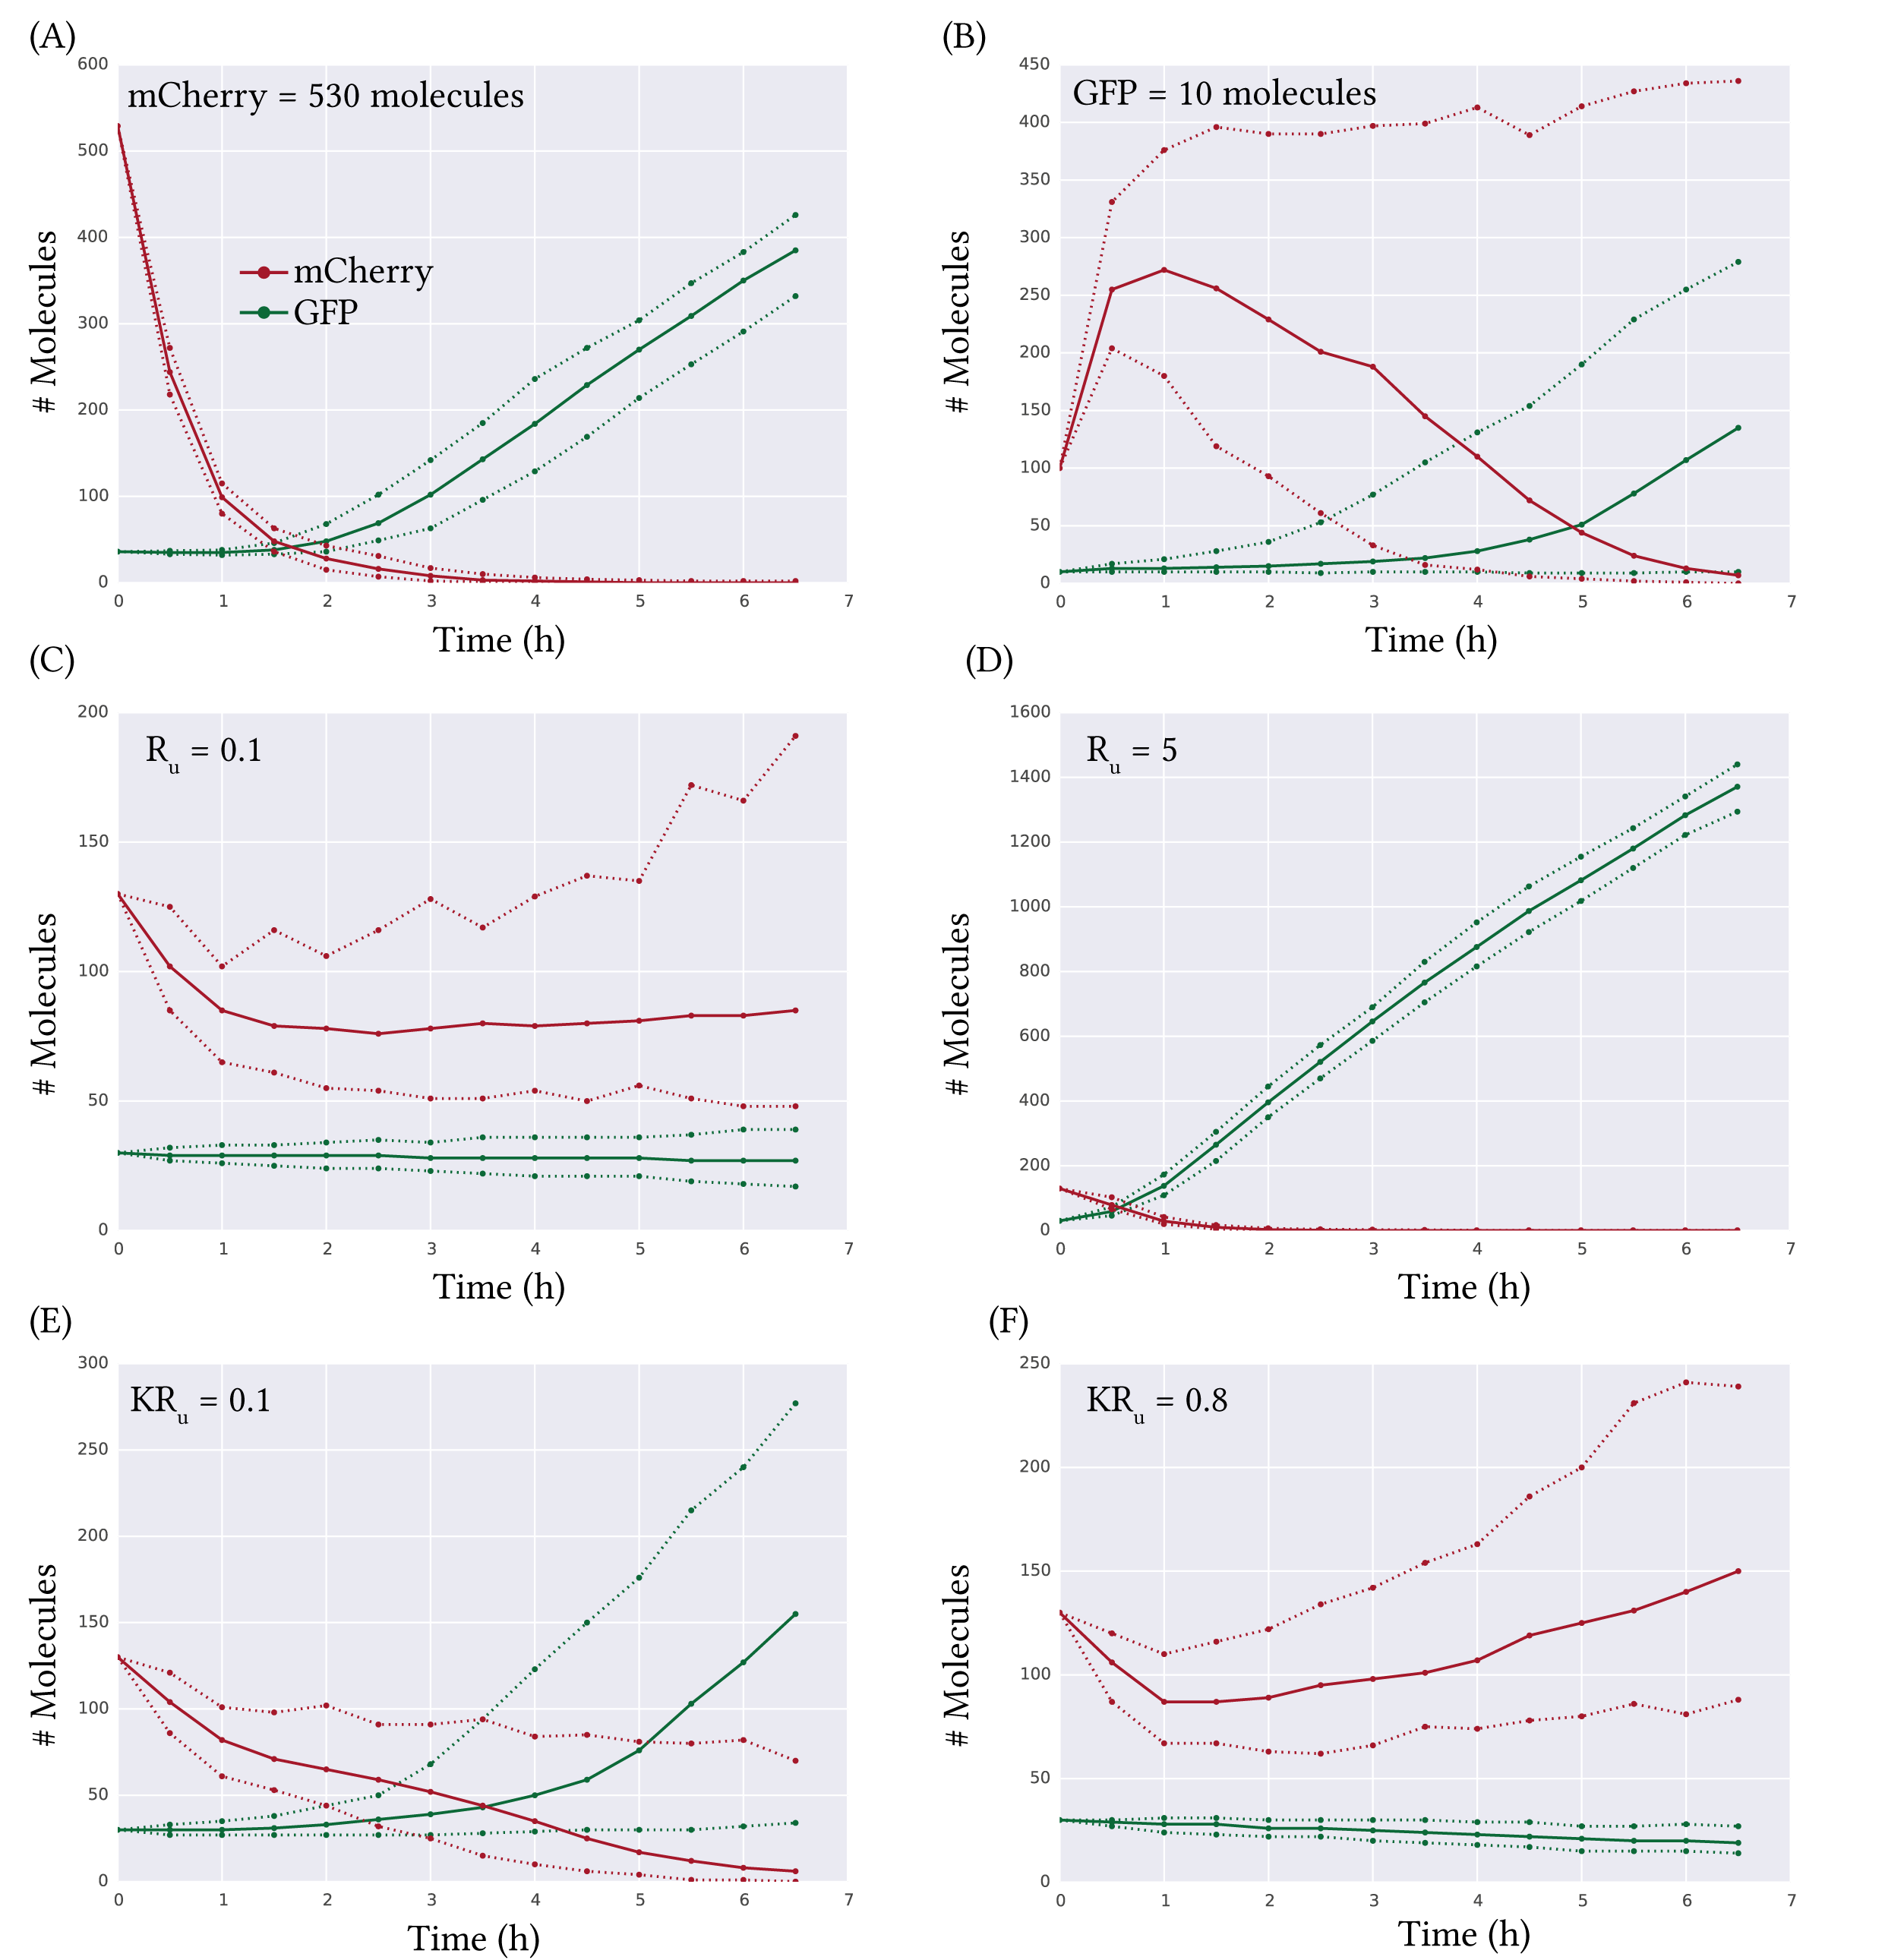 (A)
mCherry = 530 molecules
600
500
400
300
200
100
0
# Molecules
mCherry
GFP
0 1 2 3 4 5 6 7
Time (h)
(B)
GFP = 10 molecules
450
400
350
300
250
200
150
100
50
0
# Molecules
0 1 2 3 4 5 6 7
Time (h)
(C)
Ru = 0.1
200
150
100
50
0
# Molecules
0 1 2 3 4 5 6 7
Time (h)
(D)
Ru = 5
1600
1400
1200
1000
800
600
400
200
0
# Molecules
0 1 2 3 4 5 6 7
Time (h)
(E)
KRu = 0.1
300
250
200
150
100
50
0
# Molecules
0 1 2 3 4 5 6 7
Time (h)
(F)
KRu = 0.8
250
200
150
100
50
0
# Molecules
0 1 2 3 4 5 6 7
Time (h)